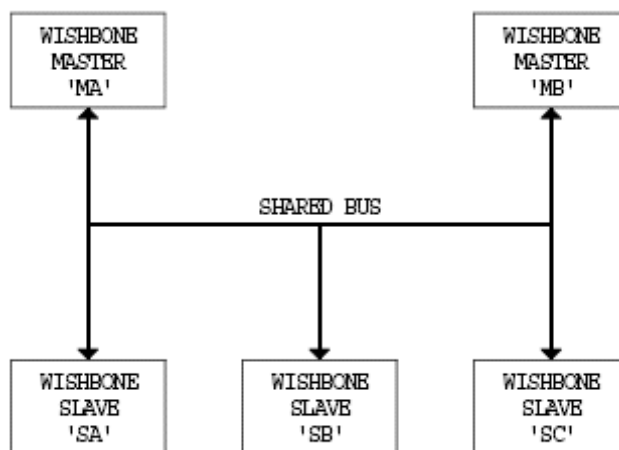 WISHBONE
MASTER
'MA'
WISHBONE
MASTER
'MB'
SHARED BUS
WISHBONE
SLAVE
'SA'
WISHBONE
SLAVE
'SB'
WISHBONE
SLAVE
'SC'